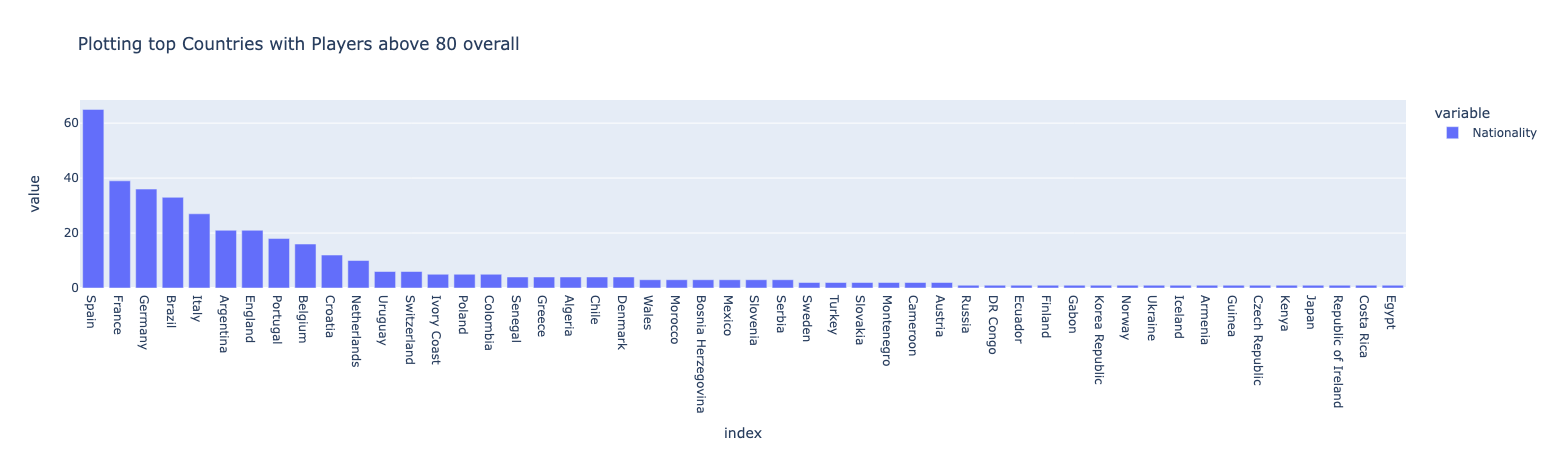 Plotting top Countries with Players above 80 overall
variable
Nationality
value
60
40
20
0
Spain
France
Germany
Brazil
Italy
Argentina
England
Portugal
Belgium
Croatia
Netherlands
Uruguay
Switzerland
Ivory Coast
Poland
Colombia
Senegal
Greece
Algeria
Chile
Denmark
Wales
Morocco
Bosnia Herzegovina
Mexico
Slovenia
Serbia
Sweden
Turkey
Slovakia
Montenegro
Cameroon
Austria
Russia
DR Congo
Ecuador
Finland
Gabon
Korea Republic
Norway
Ukraine
Iceland
Armenia
Guinea
Czech Republic
Kenya
Japan
Republic of Ireland
Costa Rica
Egypt
index